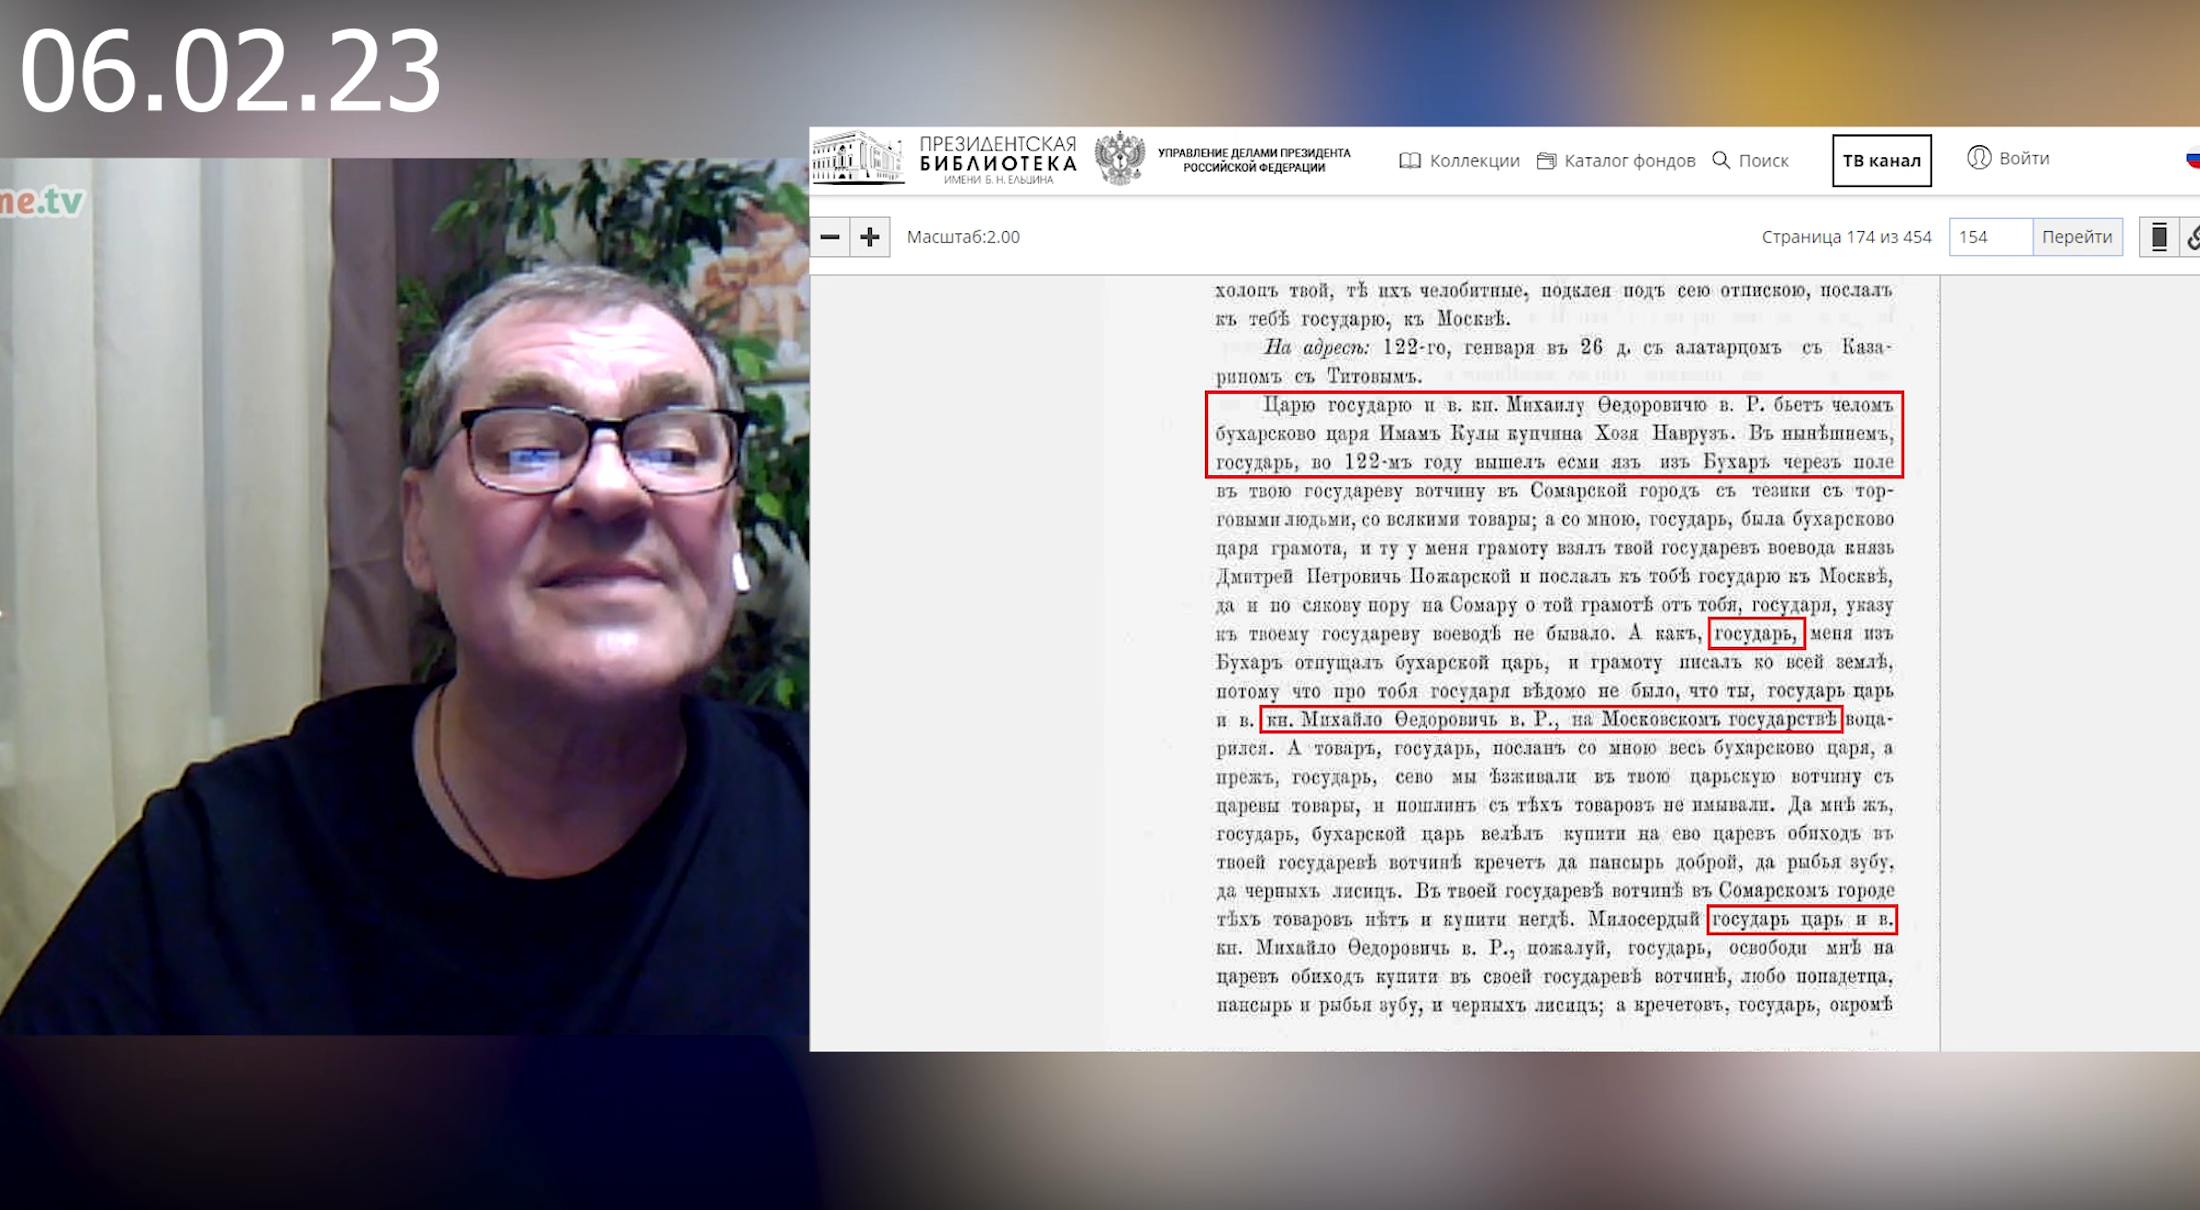 06.02.23
ne.tv
ПРЕЗИДЕНТСКАЯ
БИБЛИОТЕКА
ИМЕНИ Б. Н. ЕЛЬЦИНА
УПРАВЛЕНИЕ ДЕЛАМИ ПРЕЗИДЕНТА
РОССИЙСКОЙ ФЕДЕРАЦИИ
Коллекции
Каталог фондов
Поиск
ТВ канал
Войти
Масштаб:2.00
Страница 174 из 454
154
Перейти
холопъ твой, тѣ ихъ челобитные, подклея подъ сею отпискою, послалъ
къ тебѣ государю, къ Москвѣ.
На адресѣ: 122-го, генваря въ 26 д. съ алатарцомъ съ Каза-
риномъ съ Титовымъ.
Царю государю и в. кн. Михаилу Ѳедоровичю в. Р. бьетъ челомъ
бухарсково царя Имамъ Кулы купчина Хозя Наврузъ. Въ нынѣшнемъ,
государь, во 122-мъ году вышелъ есми язъ изъ Бухаръ черезъ поле
въ твою государеву вотчину въ Сомарской городъ съ тезики съ тор-
говыми людьми, со всякими товары; а со мною, государь, была бухарсково
царя грамота, и ту у меня грамоту взялъ твой государевъ воевода князь
Дмитрей Петровичь Пожарской и послалъ къ тобѣ государю къ Москвѣ,
да и по сякову пору на Сомару о той грамотѣ отъ тобя, государя, указу
къ твоему государеву воеводѣ не бывало. А какъ, государь, меня изъ
Бухаръ отпущалъ бухарской царь, и грамоту писалъ ко всей землѣ,
потому что про тобя государя вѣдомо не было, что ты, государь царь
и в. кн. Михайло Ѳедоровичь в. Р., на Московскомъ государствѣ воца-
рился. А товаръ, государь, посланъ со мною весь бухарсково царя, а
прежъ, государь, сево мы ѣзживали въ твою царьскую вотчину съ
царевы товары, и пошлинъ съ тѣхъ товаровъ не имывали. Да мнѣ жъ,
государь, бухарской царь велѣлъ купити на ево царевъ обиходъ въ
твоей государевѣ вотчинѣ кречетъ да пансырь доброй, да рыбья зубу,
да черныхъ лисицъ. Въ твоей государевѣ вотчинѣ въ Сомарскомъ городе
тѣхъ товаровъ нѣтъ и купити негдѣ. Милосердый государь царь и в.
кн. Михайло Ѳедоровичь в. Р., пожалуй, государь, освободи мнѣ на
царевъ обиходъ купити въ своей государевѣ вотчинѣ, любо попадетца,
пансырь и рыбья зубу, и черныхъ лисицъ; а кречетовъ, государь, окромѣ